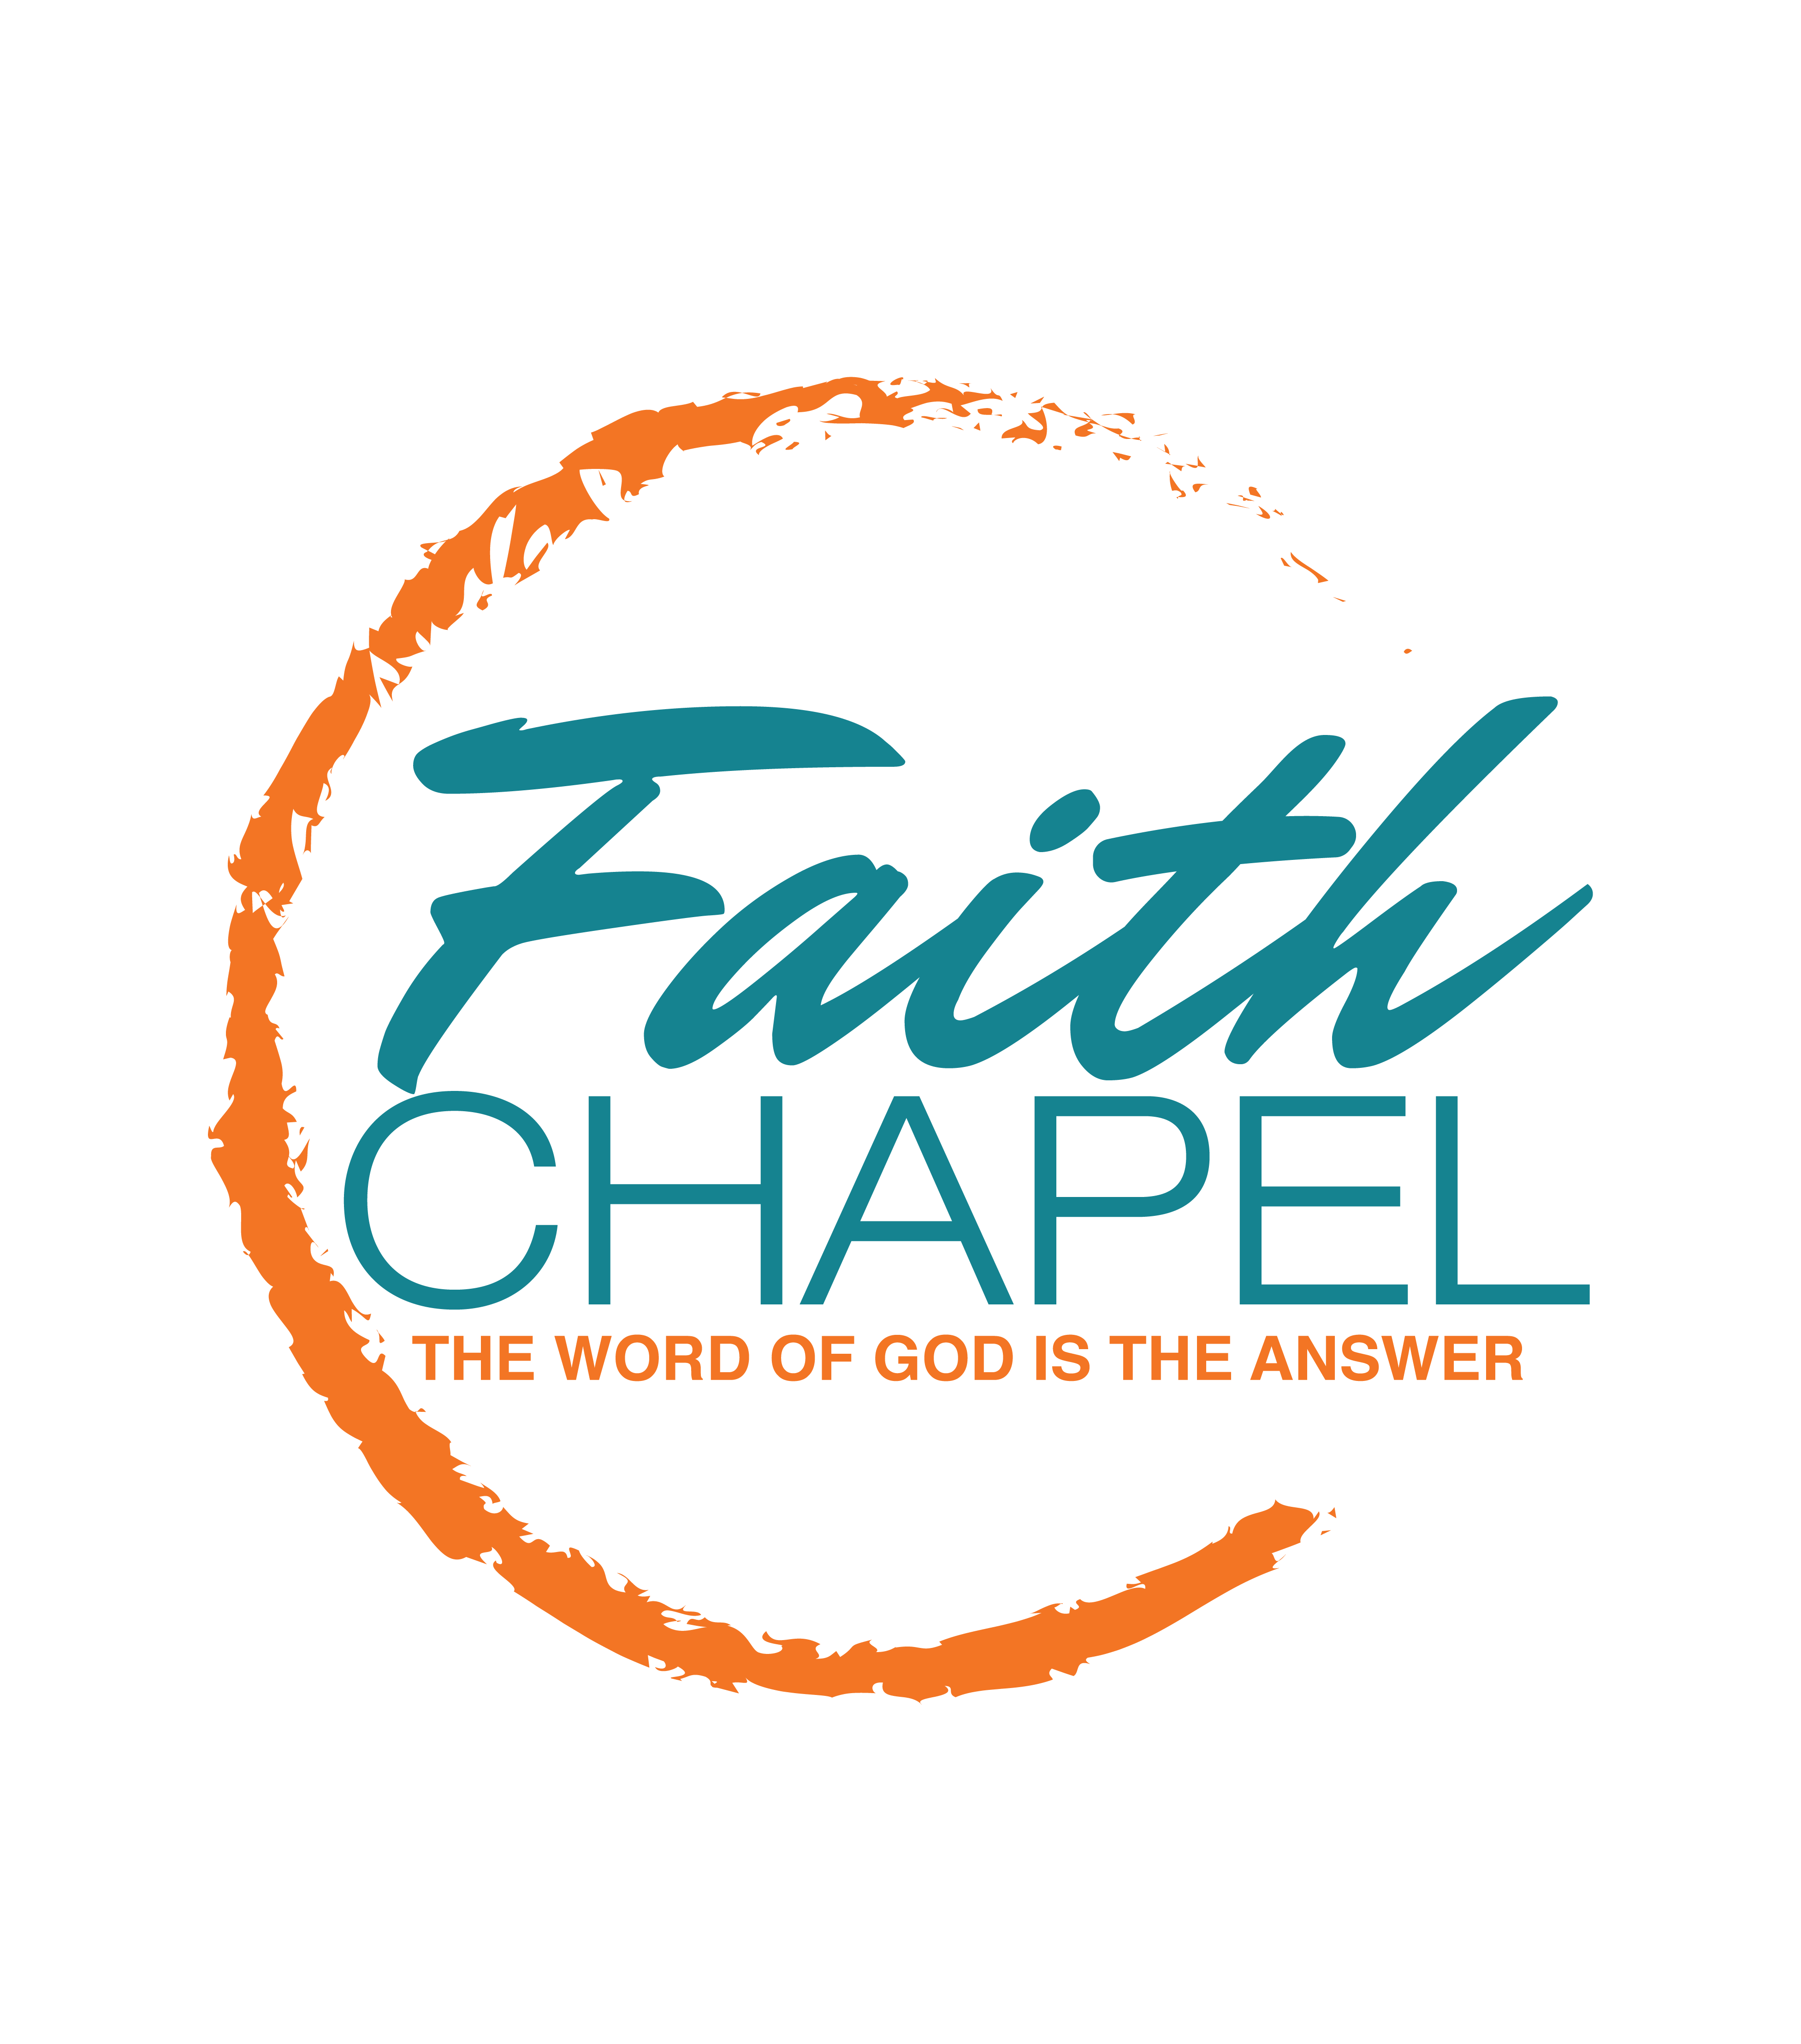 Faith
CHAPEL
THE WORD OF GOD IS THE ANSWER